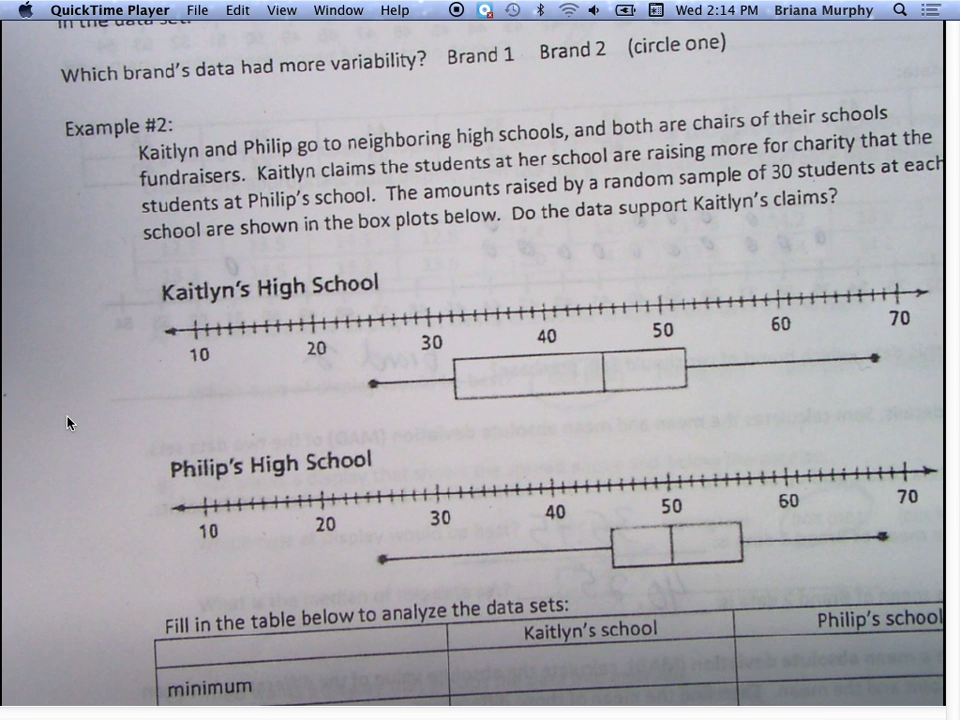 QuickTime Player File Edit View Window Help Wed 2:14 PM Briana Murphy
in the data set.
Which brand's data had more variability? Brand 1 Brand 2 (circle one)
Example #2:
Kaitlyn and Philip go to neighboring high schools, and both are chairs of their schools
fundraisers. Kaitlyn claims the students at her school are raising more for charity that the
students at Philip's school. The amounts raised by a random sample of 30 students at each
school are shown in the box plots below. Do the data support Kaitlyn's claims?
Kaitlyn's High School
10 20 30 40 50 60 70
Philip's High School
10 20 30 40 50 60 70
Fill in the table below to analyze the data sets:
Kaitlyn's school Philip's school
minimum